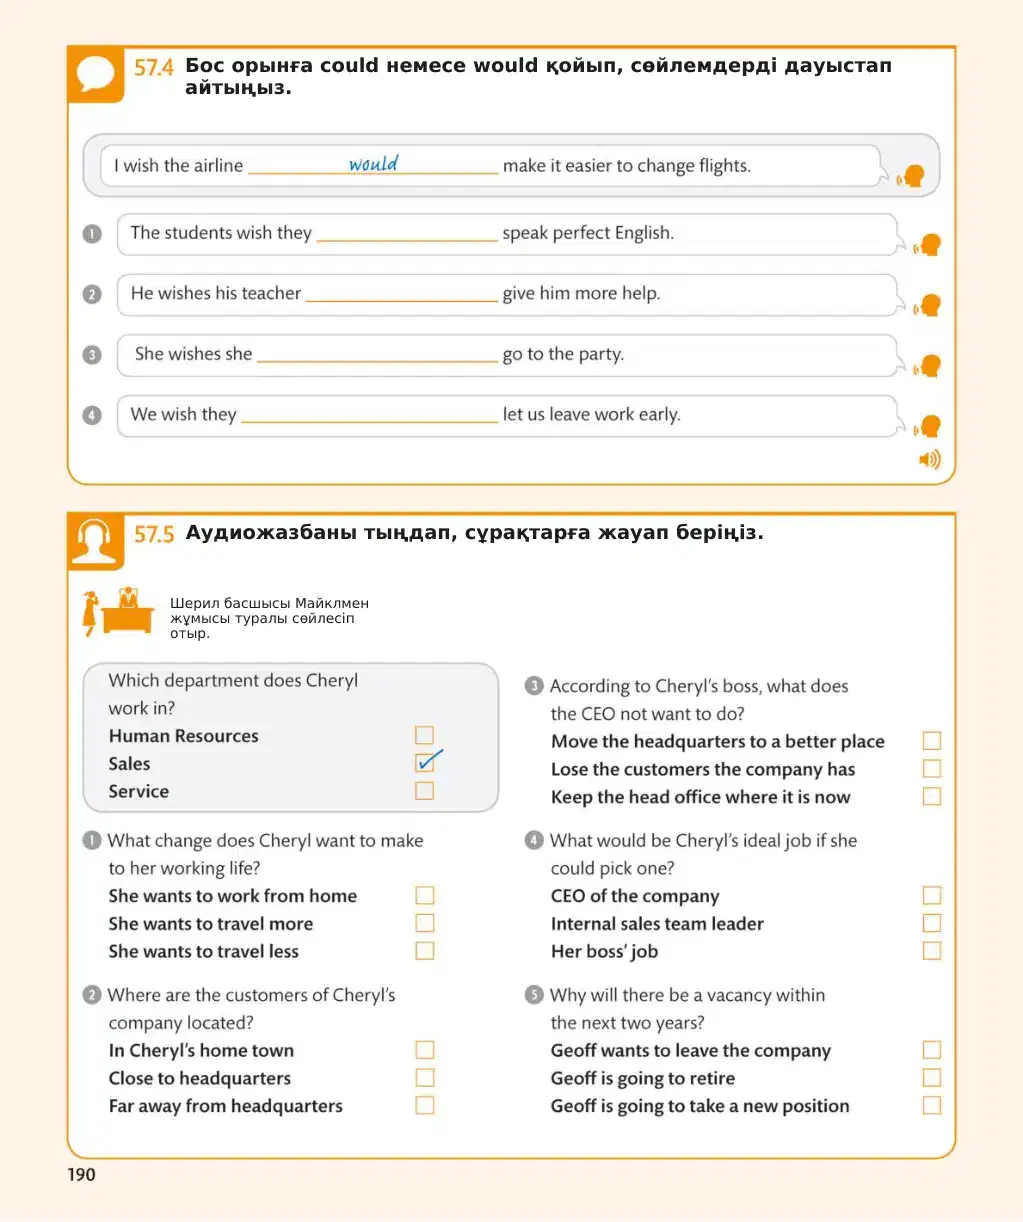 57.4 Бос орынға could немесе would қойып, сөйлемдерді дауыстап
айтыңыз.
I wish the airline would make it easier to change flights.
1 The students wish they ____ speak perfect English.
2 He wishes his teacher ____ give him more help.
3 She wishes she ____ go to the party.
4 We wish they ____ let us leave work early.
57.5 Аудиожазбаны тыңдап, сұрақтарға жауап беріңіз.
Шерил басшысы Майклмен
жұмысы туралы сөйлесіп
отыр.
Which department does Cheryl
work in?
Human Resources
Sales
Service
1 What change does Cheryl want to make
to her working life?
She wants to work from home
She wants to travel more
She wants to travel less
2 Where are the customers of Cheryl's
company located?
In Cheryl's home town
Close to headquarters
Far away from headquarters
3 According to Cheryl's boss, what does
the CEO not want to do?
Move the headquarters to a better place
Lose the customers the company has
Keep the head office where it is now
4 What would be Cheryl's ideal job if she
could pick one?
CEO of the company
Internal sales team leader
Her boss' job
5 Why will there be a vacancy within
the next two years?
Geoff wants to leave the company
Geoff is going to retire
Geoff is going to take a new position
190